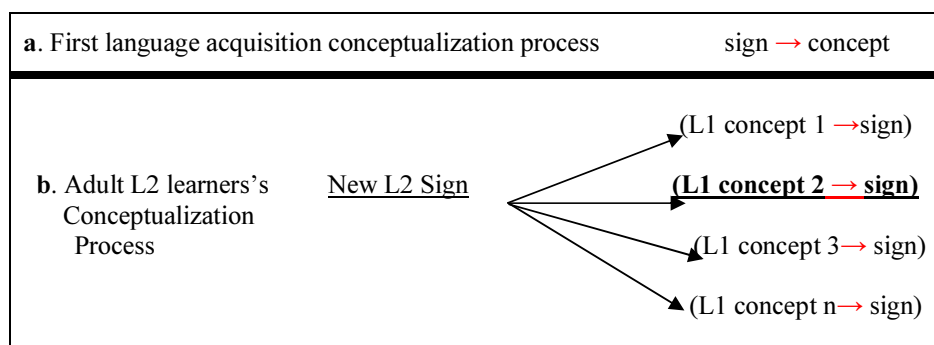 a. First language acquisition conceptualization process sign → concept
(L1 concept 1 →sign)
b. Adult L2 learners's New L2 Sign (L1 concept 2 → sign)
Conceptualization
Process
(L1 concept 3→ sign)
(L1 concept n→ sign)